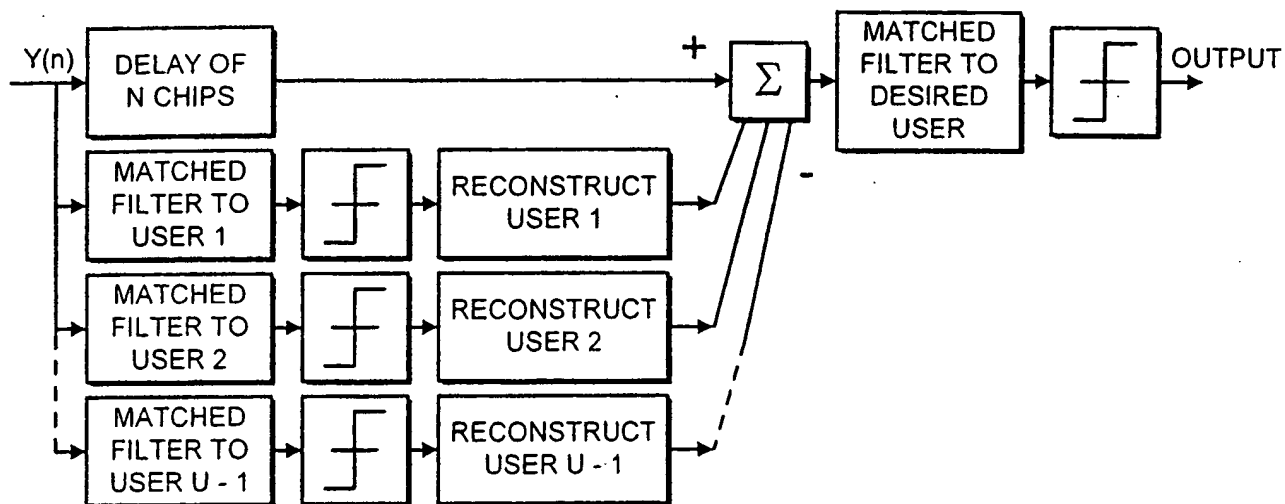 Y(n)
DELAY OF
N CHIPS
+
Σ
-
MATCHED
FILTER TO
DESIRED
USER
OUTPUT
MATCHED
FILTER TO
USER 1
RECONSTRUCT
USER 1
MATCHED
FILTER TO
USER 2
RECONSTRUCT
USER 2
MATCHED
FILTER TO
USER U - 1
RECONSTRUCT
USER U - 1